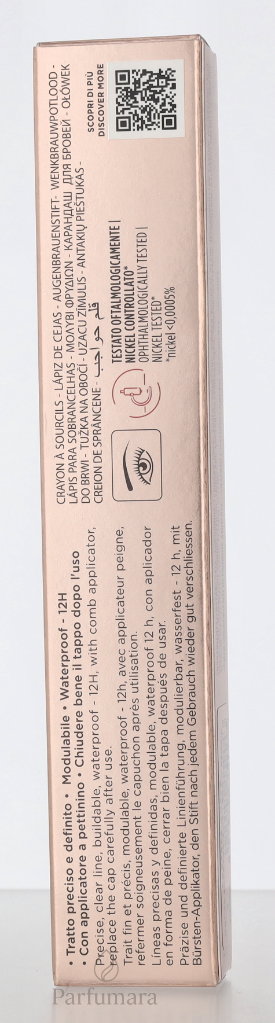 • Tratto preciso e definito • Modulabile • Waterproof - 12H
• Con applicatore a pettinino • Chiudere bene il tappo dopo l'uso
Precise, clear line, buildable, waterproof - 12H, with comb applicator,
replace the cap carefully after use.
Trait fin et précis, modulable, waterproof - 12h, avec applicateur peigne,
refermer soigneusement le capuchon après utilisation.
Líneas precisas y definidas, modulable, waterproof 12 h, con aplicador
en forma de peine, cerrar bien la tapa después de usar.
Präzise und definierte Linienführung, modulierbar, wasserfest - 12 h, mit
Bürsten-Applikator, den Stift nach jedem Gebrauch wieder gut verschliessen.
CRAYON À SOURCILS - LÁPIZ DE CEJAS - AUGENBRAUENSTIFT - WENKBRAUWPOTLOOD -
LÁPIS PARA SOBRANCELHAS - ΜΟΛΥΒΙ ΦΡΥΔΙΩΝ - КАРАНДАШ ДЛЯ БРОВЕЙ - OŁÓWEK
DO BRWI - TUŽKA NA OBOČÍ - UZACU ZĪMULIS - ANTAKIŲ PIEŠTUKAS -
CREION DE SPRÂNCENE - قلم حواجب
TESTATO OFTALMOLOGICAMENTE |
NICKEL CONTROLLATO*
OPHTHALMOLOGICALLY TESTED |
NICKEL TESTED*
*nickel <0,0005%
SCOPRI DI PIÙ
DISCOVER MORE
Parfumara